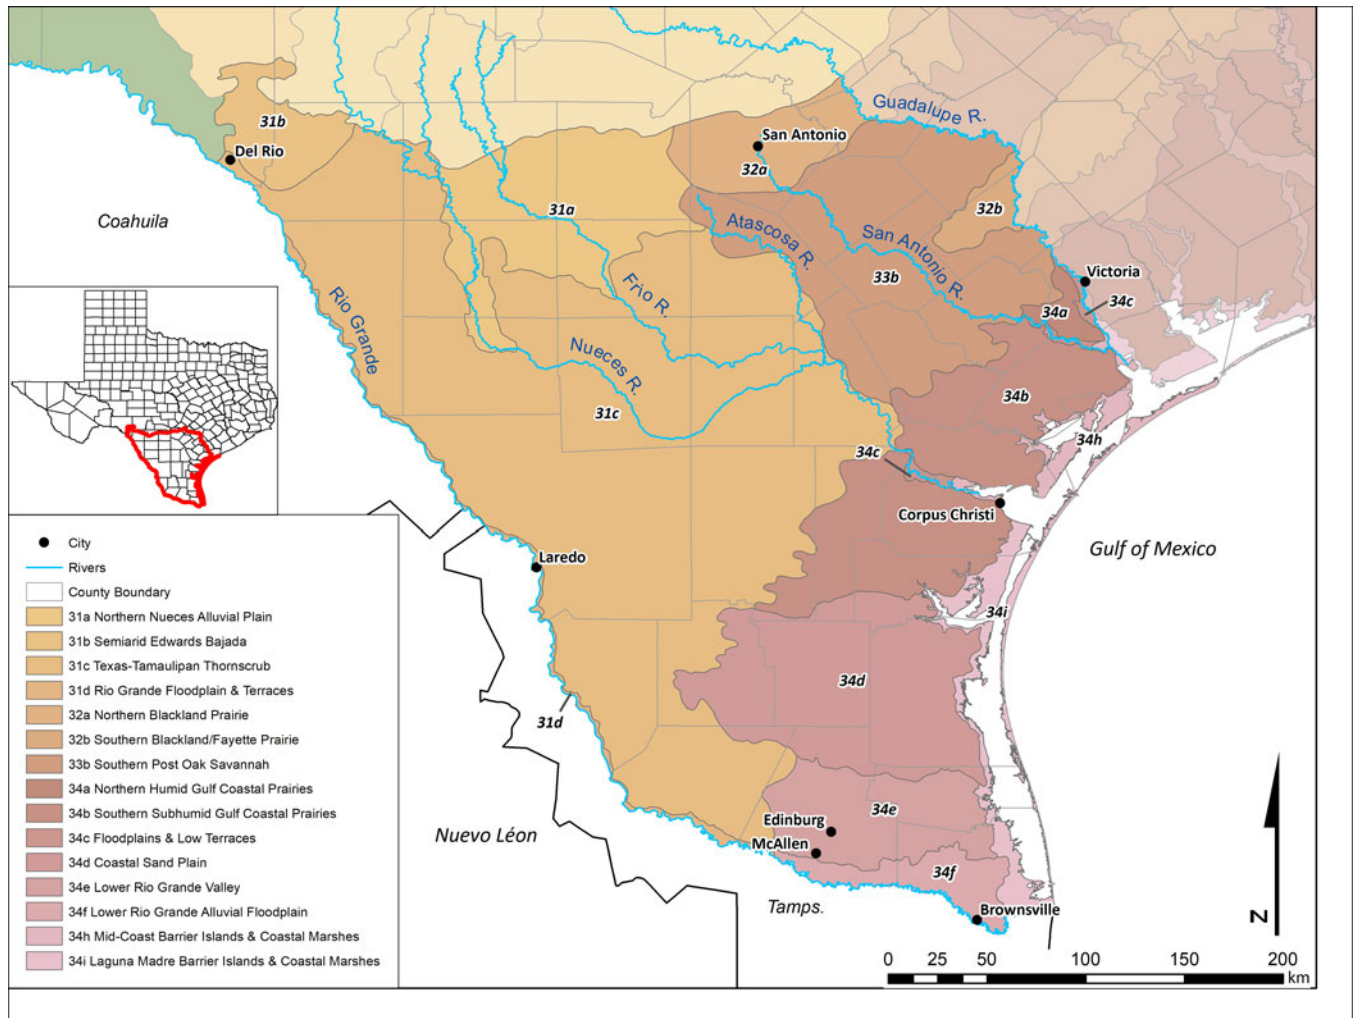 Guadalupe R.
31b
San Antonio
Del Rio
32a
Coahuila
31a
32b
Atascosa R.
San Antonio R.
Victoria
33b
Frio R.
Rio Grande
34a
34c
Nueces R.
31c
34b
34h
34c
Corpus Christi
Gulf of Mexico
Laredo
34i
34d
31d
Nuevo Léon
34e
Edinburg
McAllen
34f
Tamps.
Brownsville
City
Rivers
County Boundary
31a Northern Nueces Alluvial Plain
31b Semiarid Edwards Bajada
31c Texas-Tamaulipan Thornscrub
31d Rio Grande Floodplain & Terraces
32a Northern Blackland Prairie
32b Southern Blackland/Fayette Prairie
33b Southern Post Oak Savannah
34a Northern Humid Gulf Coastal Prairies
34b Southern Subhumid Gulf Coastal Prairies
34c Floodplains & Low Terraces
34d Coastal Sand Plain
34e Lower Rio Grande Valley
34f Lower Rio Grande Alluvial Floodplain
34h Mid-Coast Barrier Islands & Coastal Marshes
34i Laguna Madre Barrier Islands & Coastal Marshes
N
0 25 50 100 150 200
km